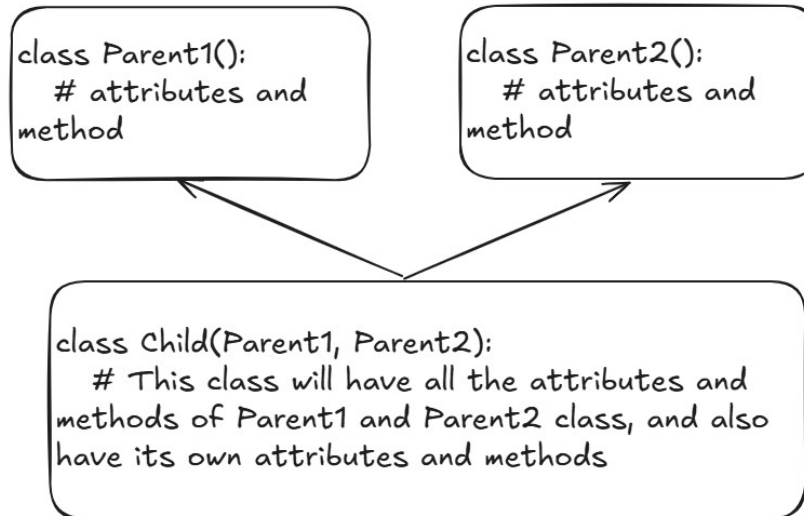 class Parent1():
# attributes and
method
class Parent2():
# attributes and
method
class Child(Parent1, Parent2):
# This class will have all the attributes and
methods of Parent1 and Parent2 class, and also
have its own attributes and methods